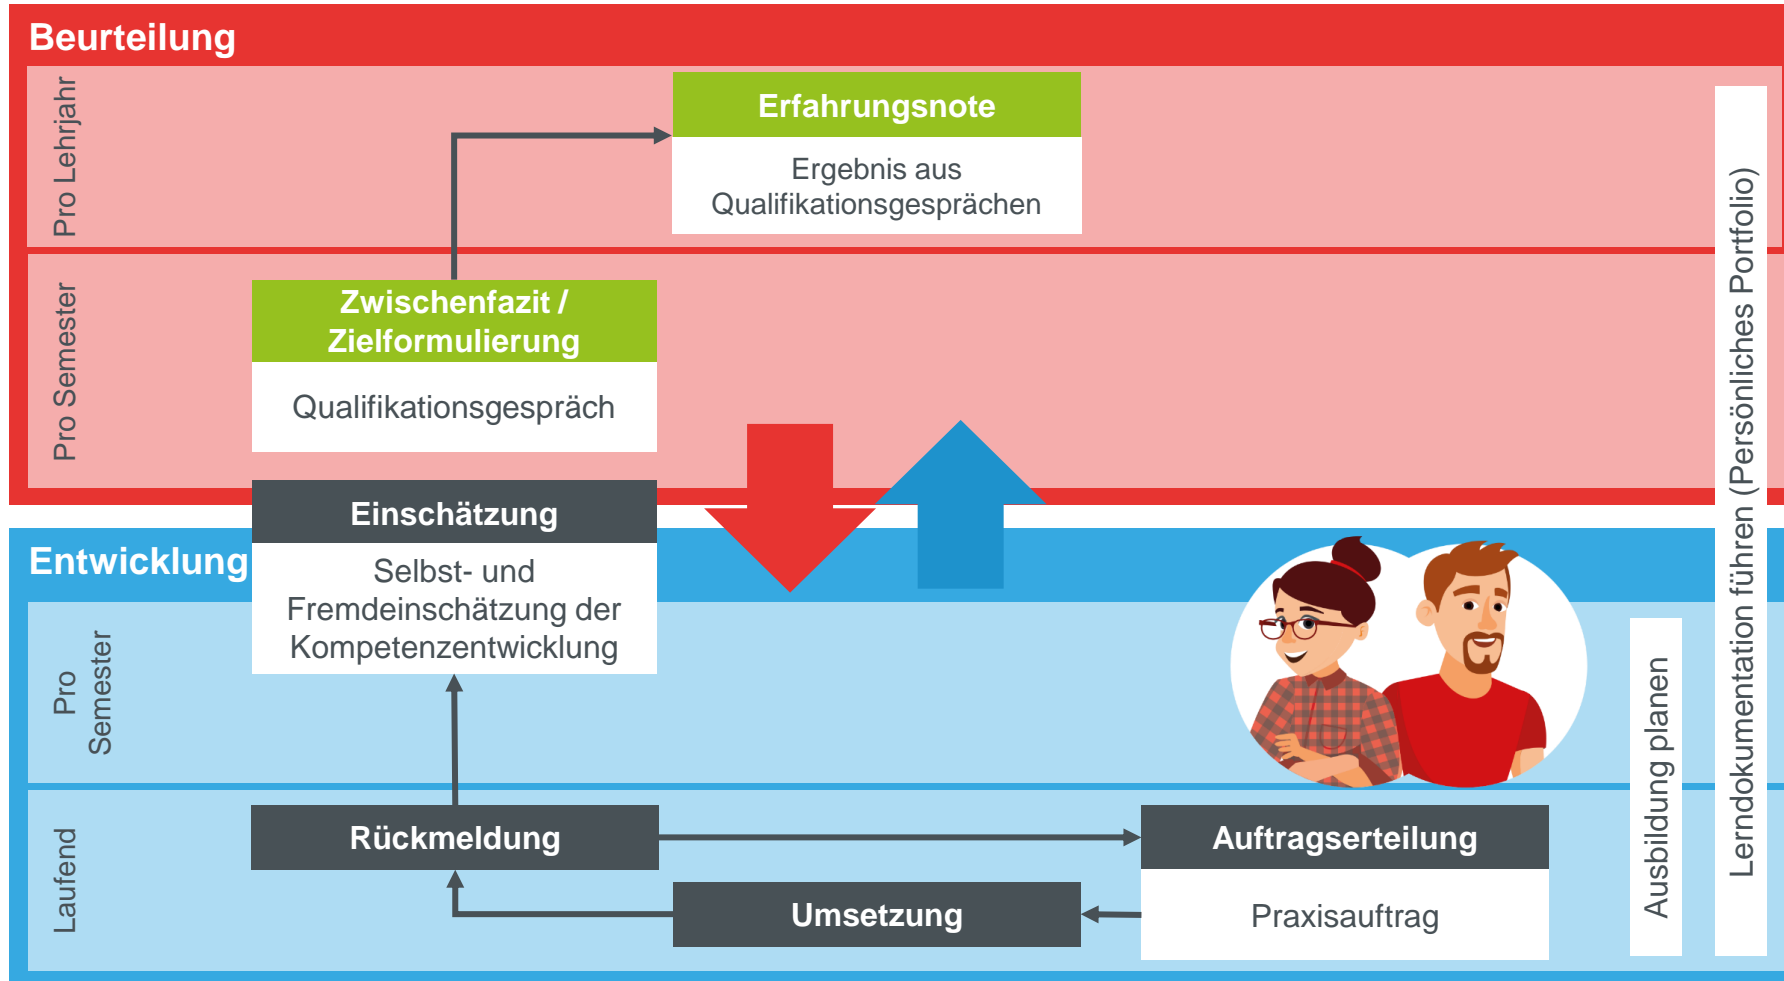 Beurteilung
Pro Lehrjahr
Erfahrungsnote
Ergebnis aus
Qualifikationsgesprächen
Pro Semester
Zwischenfazit /
Zielformulierung
Qualifikationsgespräch
Einschätzung
Selbst- und
Fremdeinschätzung der
Kompetenzentwicklung
Entwicklung
Pro
Semester
Laufend
Rückmeldung
Auftragserteilung
Praxisauftrag
Umsetzung
Ausbildung planen
Lerndokumentation führen (Persönliches Portfolio)